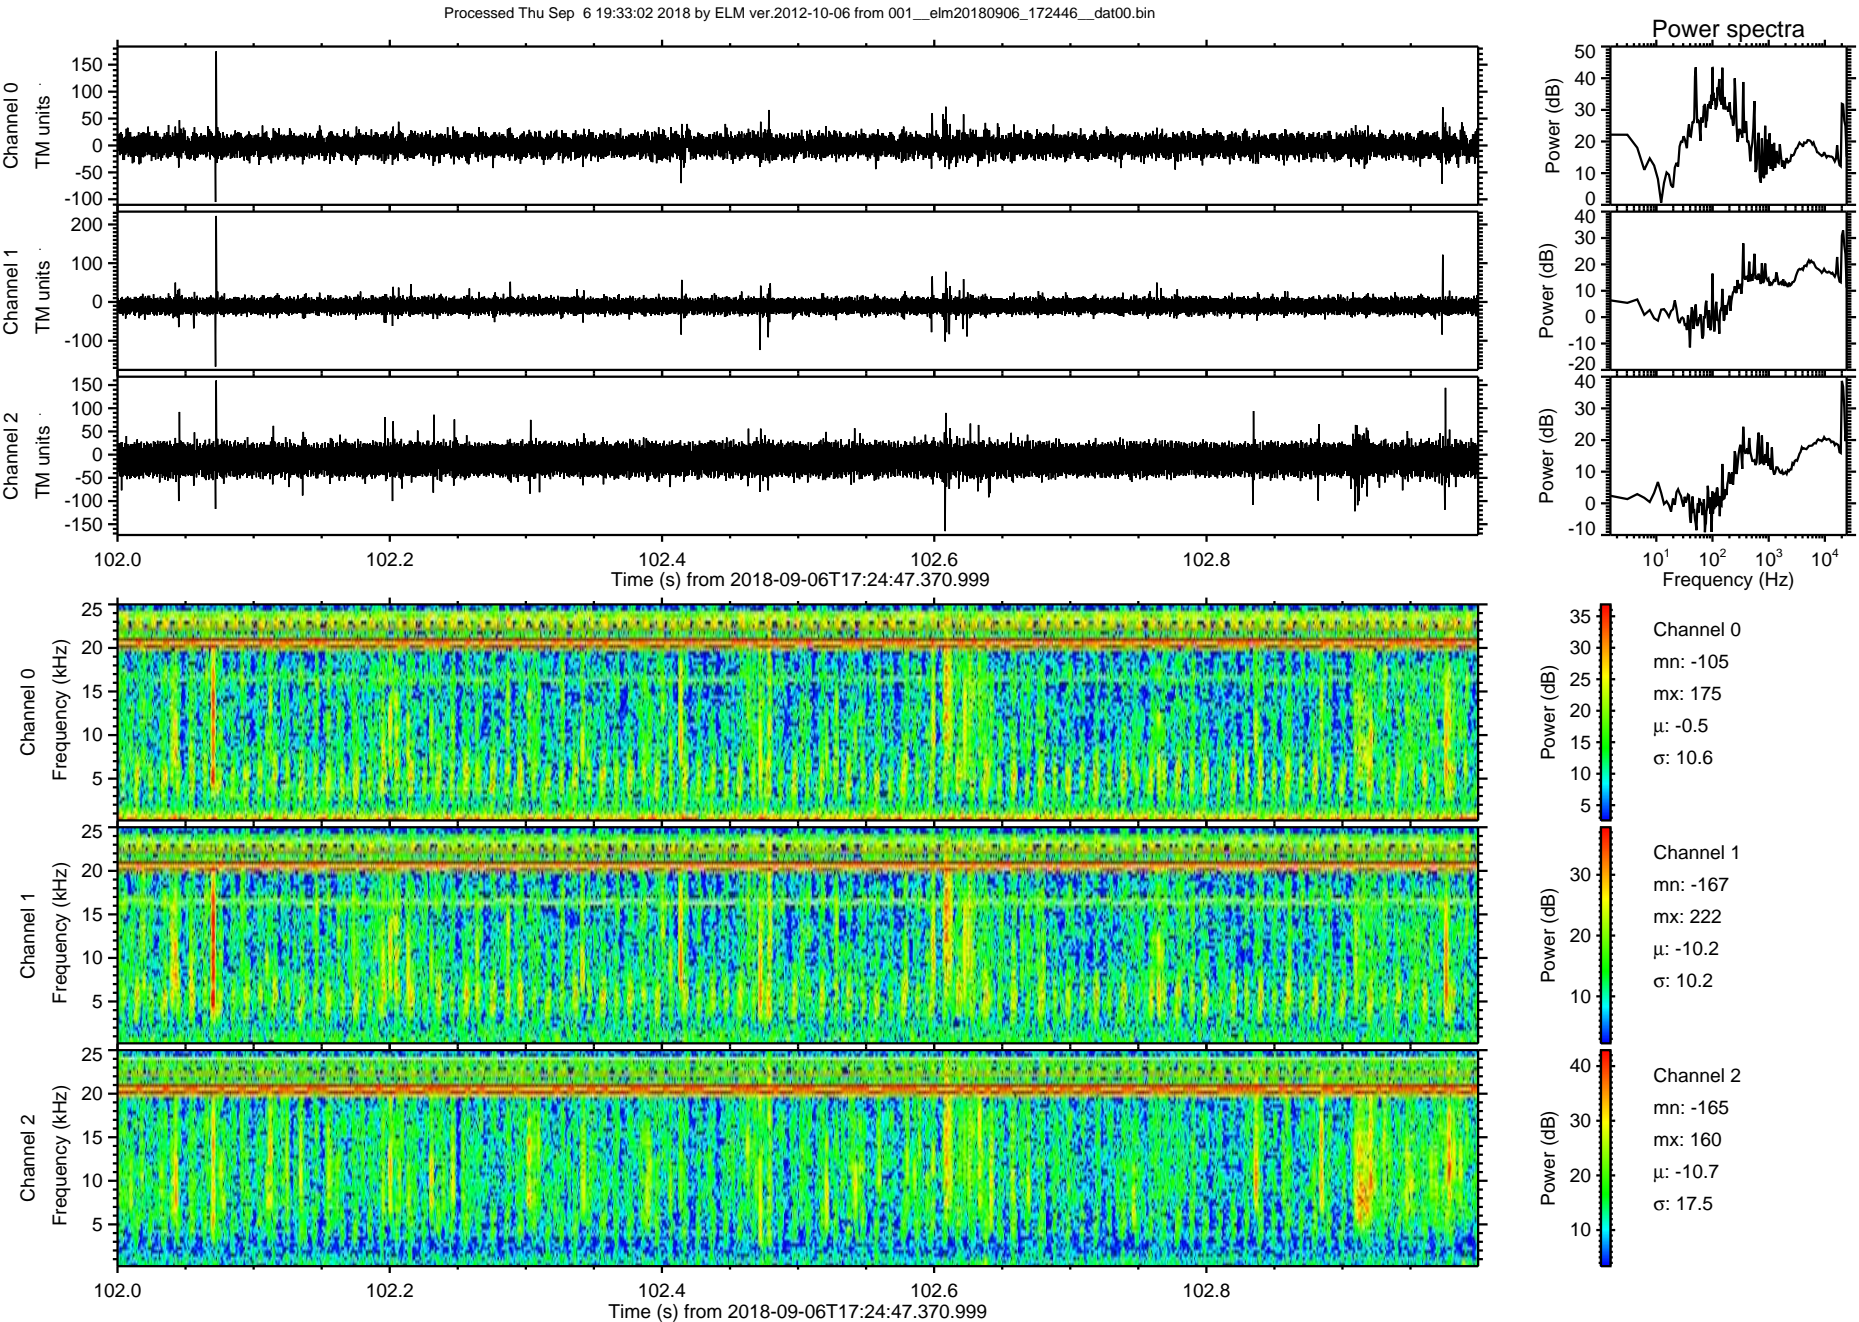 Processed Thu Sep  6 19:33:02 2018 by ELM ver.2012-10-06 from 001__elm20180906_172446__dat00.bin
Power spectra
Channel 0
TM units
150
100
50
0
-50
-100
Power (dB)
50
40
30
20
10
0
Channel 1
TM units
200
100
0
-100
Power (dB)
40
30
20
10
0
-10
-20
Channel 2
TM units
150
100
50
0
-50
-100
-150
Power (dB)
40
30
20
10
0
-10
102.0 102.2 102.4 102.6 102.8
Time (s) from 2018-09-06T17:24:47.370.999
10¹ 10² 10³ 10⁴
Frequency (Hz)
Channel 0
Frequency (kHz)
25
20
15
10
5
Power (dB)
35
30
25
20
15
10
5
Channel 0
mn: -105
mx: 175
µ: -0.5
σ: 10.6
Channel 1
Frequency (kHz)
25
20
15
10
5
Power (dB)
30
20
10
Channel 1
mn: -167
mx: 222
µ: -10.2
σ: 10.2
Channel 2
Frequency (kHz)
25
20
15
10
5
Power (dB)
40
30
20
10
Channel 2
mn: -165
mx: 160
µ: -10.7
σ: 17.5
102.0 102.2 102.4 102.6 102.8
Time (s) from 2018-09-06T17:24:47.370.999